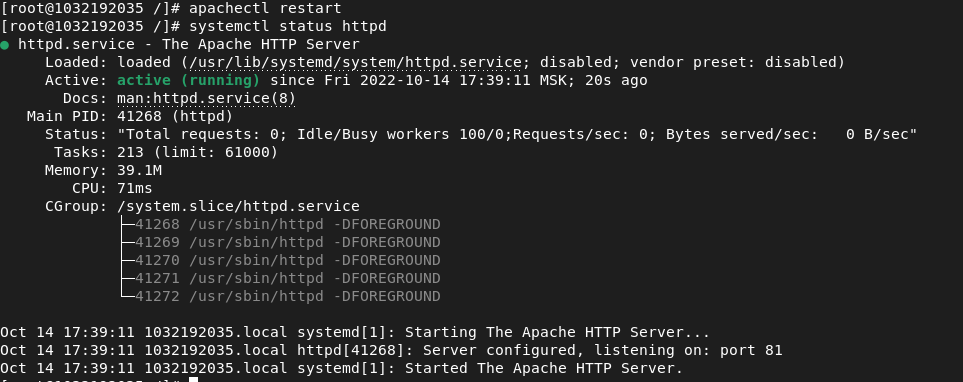 [root@1032192035 /]# apachectl restart
[root@1032192035 /]# systemctl status httpd
● httpd.service - The Apache HTTP Server
     Loaded: loaded (/usr/lib/systemd/system/httpd.service; disabled; vendor preset: disabled)
     Active: active (running) since Fri 2022-10-14 17:39:11 MSK; 20s ago
       Docs: man:httpd.service(8)
   Main PID: 41268 (httpd)
     Status: "Total requests: 0; Idle/Busy workers 100/0;Requests/sec: 0; Bytes served/sec:   0 B/sec"
      Tasks: 213 (limit: 61000)
     Memory: 39.1M
        CPU: 71ms
     CGroup: /system.slice/httpd.service
             ├─41268 /usr/sbin/httpd -DFOREGROUND
             ├─41269 /usr/sbin/httpd -DFOREGROUND
             ├─41270 /usr/sbin/httpd -DFOREGROUND
             ├─41271 /usr/sbin/httpd -DFOREGROUND
             └─41272 /usr/sbin/httpd -DFOREGROUND
Oct 14 17:39:11 1032192035.local systemd[1]: Starting The Apache HTTP Server...
Oct 14 17:39:11 1032192035.local httpd[41268]: Server configured, listening on: port 81
Oct 14 17:39:11 1032192035.local systemd[1]: Started The Apache HTTP Server.